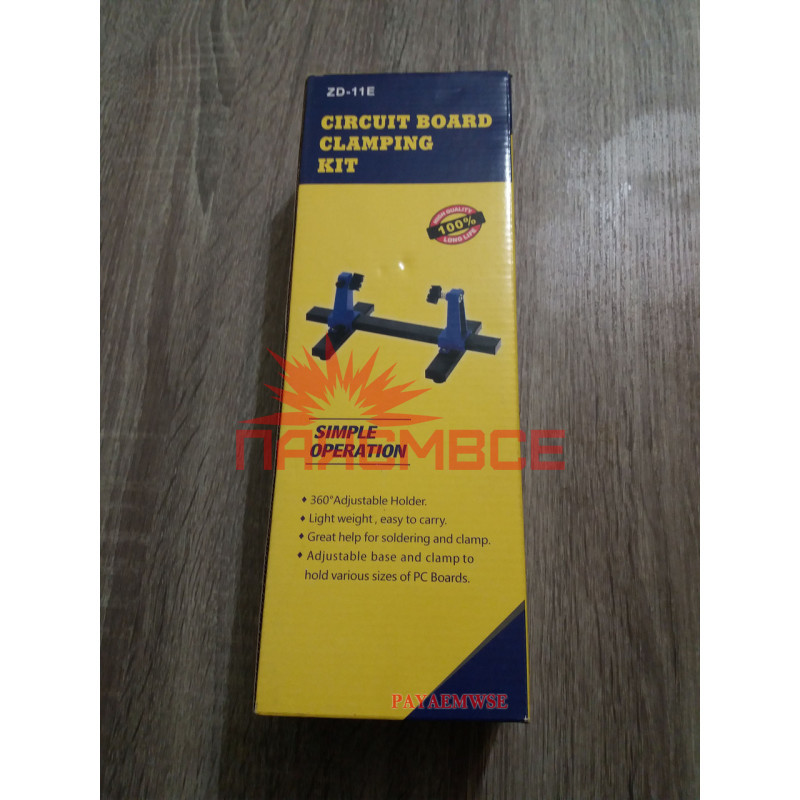 ZD-11E
CIRCUIT BOARD
CLAMPING
KIT
HIGH QUALITY
100%
LONG LIFE
SIMPLE
OPERATION
ПАЯЄМВСЕ
360°Adjustable Holder.
Light weight , easy to carry.
Great help for soldering and clamp.
Adjustable base and clamp to
hold various sizes of PC Boards.
PAYAEMWSE